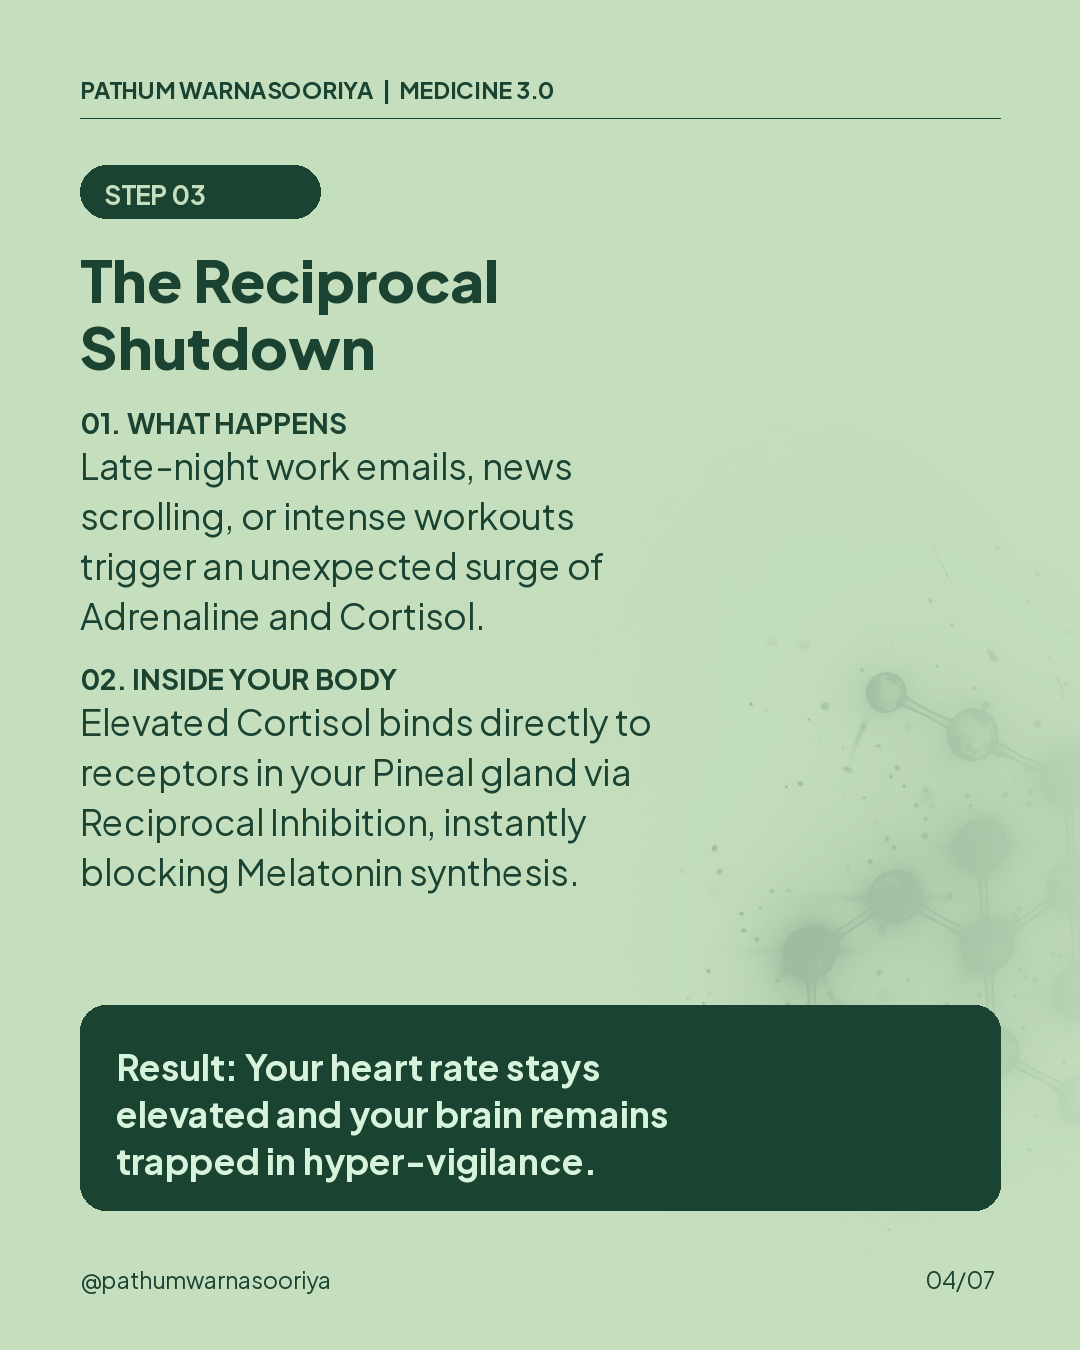 PATHUM WARNASOORIYA | MEDICINE 3.0
STEP 03
The Reciprocal
Shutdown
01. WHAT HAPPENS
Late-night work emails, news
scrolling, or intense workouts
trigger an unexpected surge of
Adrenaline and Cortisol.
02. INSIDE YOUR BODY
Elevated Cortisol binds directly to
receptors in your Pineal gland via
Reciprocal Inhibition, instantly
blocking Melatonin synthesis.
Result: Your heart rate stays
elevated and your brain remains
trapped in hyper-vigilance.
@pathumwarnasooriya
04/07